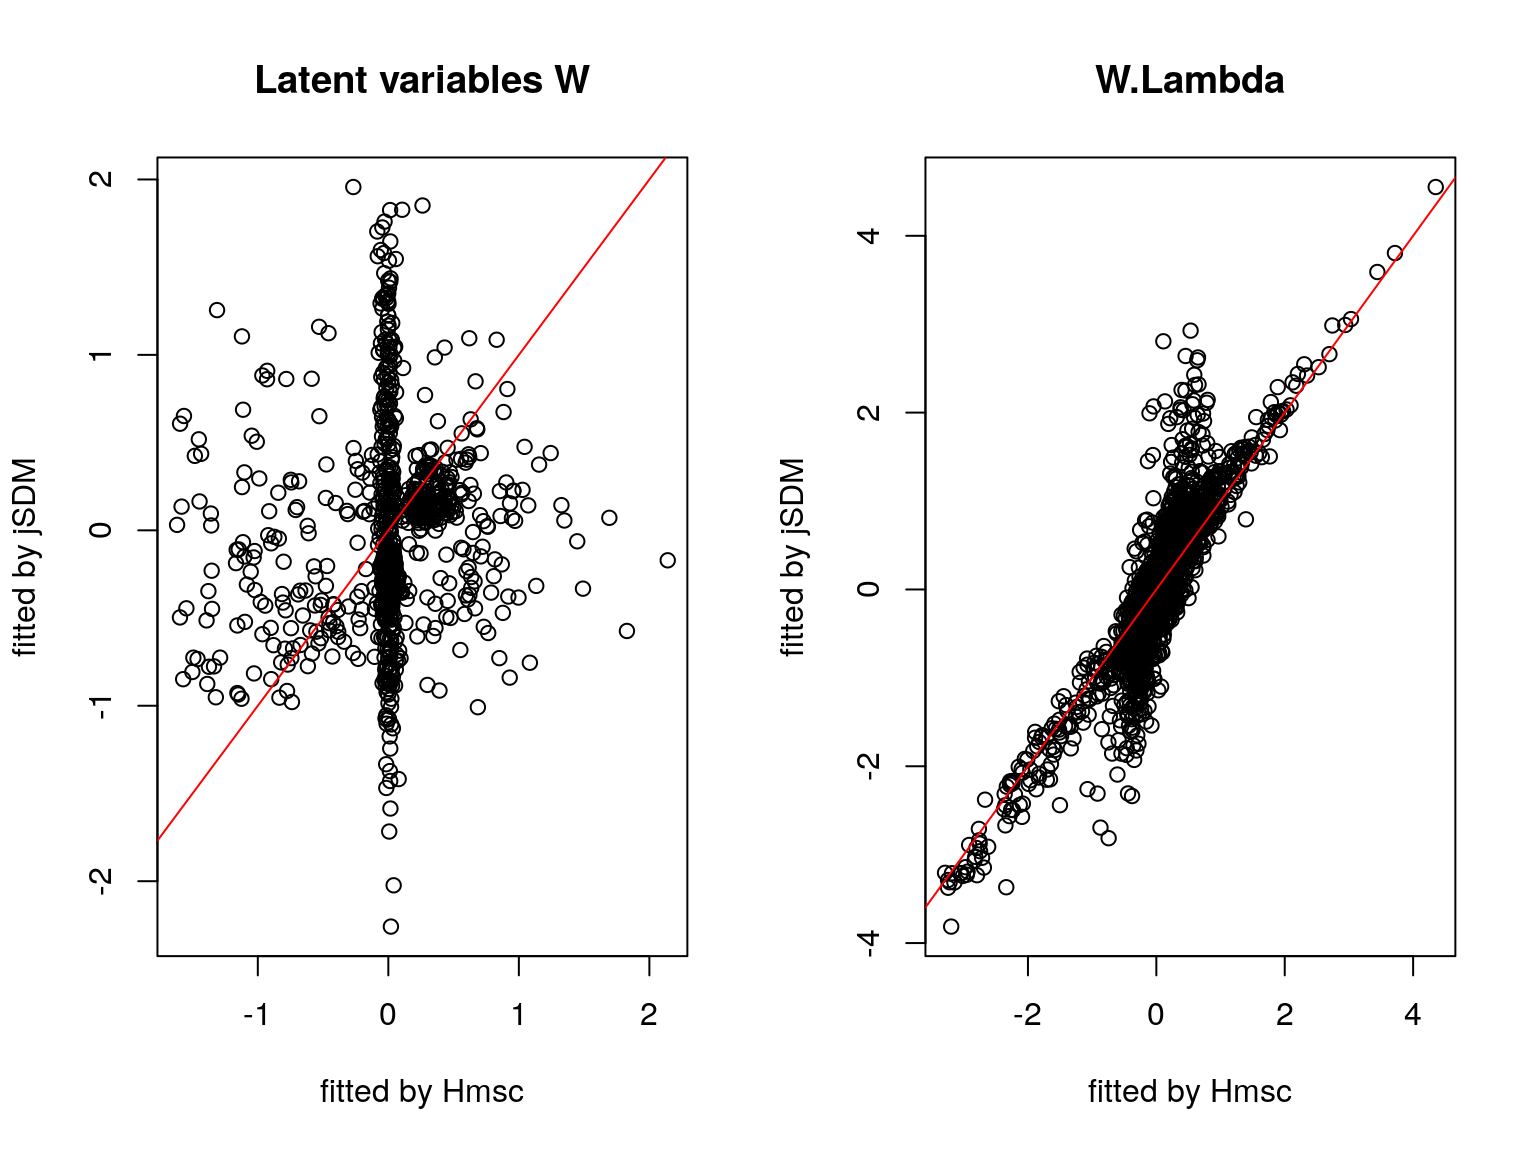 Latent variables W
fitted by jSDM
2
1
0
-1
-2
-1 0 1 2
fitted by Hmsc
W.Lambda
fitted by jSDM
4
2
0
-2
-4
-2 0 2 4
fitted by Hmsc